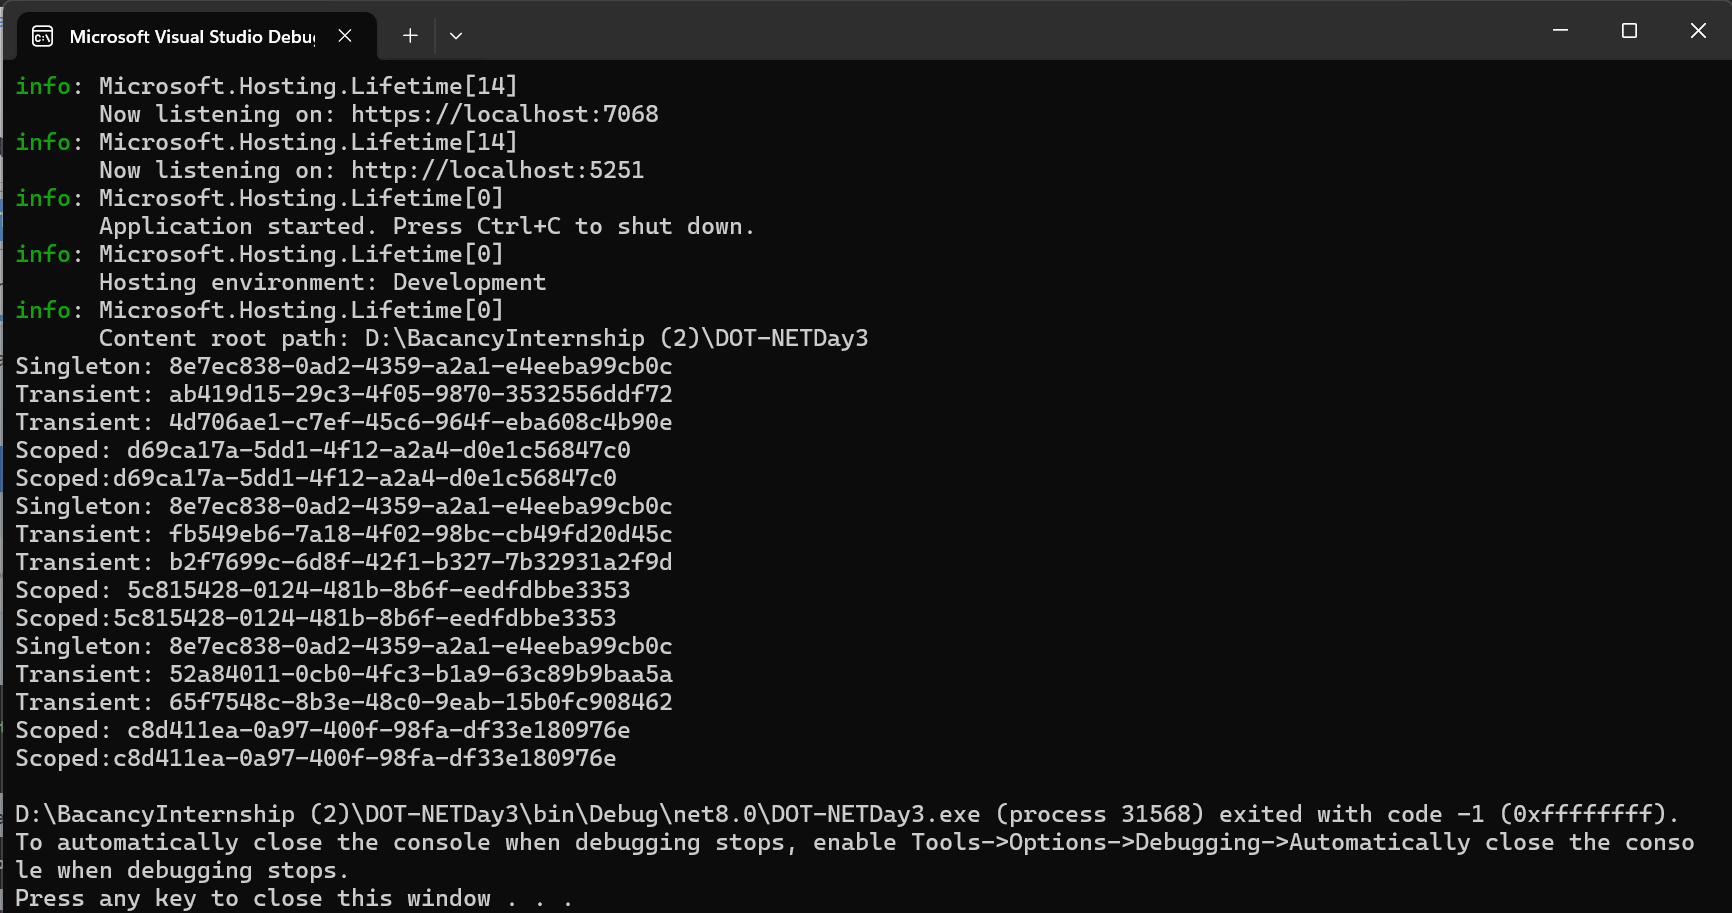 Microsoft Visual Studio Debu
info: Microsoft.Hosting.Lifetime[14]
      Now listening on: https://localhost:7068
info: Microsoft.Hosting.Lifetime[14]
      Now listening on: http://localhost:5251
info: Microsoft.Hosting.Lifetime[0]
      Application started. Press Ctrl+C to shut down.
info: Microsoft.Hosting.Lifetime[0]
      Hosting environment: Development
info: Microsoft.Hosting.Lifetime[0]
      Content root path: D:\BacancyInternship (2)\DOT-NETDay3
Singleton: 8e7ec838-0ad2-4359-a2a1-e4eeba99cb0c
Transient: ab419d15-29c3-4f05-9870-3532556ddf72
Transient: 4d706ae1-c7ef-45c6-964f-eba608c4b90e
Scoped: d69ca17a-5dd1-4f12-a2a4-d0e1c56847c0
Scoped:d69ca17a-5dd1-4f12-a2a4-d0e1c56847c0
Singleton: 8e7ec838-0ad2-4359-a2a1-e4eeba99cb0c
Transient: fb549eb6-7a18-4f02-98bc-cb49fd20d45c
Transient: b2f7699c-6d8f-42f1-b327-7b32931a2f9d
Scoped: 5c815428-0124-481b-8b6f-eedfdbbe3353
Scoped:5c815428-0124-481b-8b6f-eedfdbbe3353
Singleton: 8e7ec838-0ad2-4359-a2a1-e4eeba99cb0c
Transient: 52a84011-0cb0-4fc3-b1a9-63c89b9baa5a
Transient: 65f7548c-8b3e-48c0-9eab-15b0fc908462
Scoped: c8d411ea-0a97-400f-98fa-df33e180976e
Scoped:c8d411ea-0a97-400f-98fa-df33e180976e
D:\BacancyInternship (2)\DOT-NETDay3\bin\Debug\net8.0\DOT-NETDay3.exe (process 31568) exited with code -1 (0xffffffff).
To automatically close the console when debugging stops, enable Tools->Options->Debugging->Automatically close the conso
le when debugging stops.
Press any key to close this window . . .